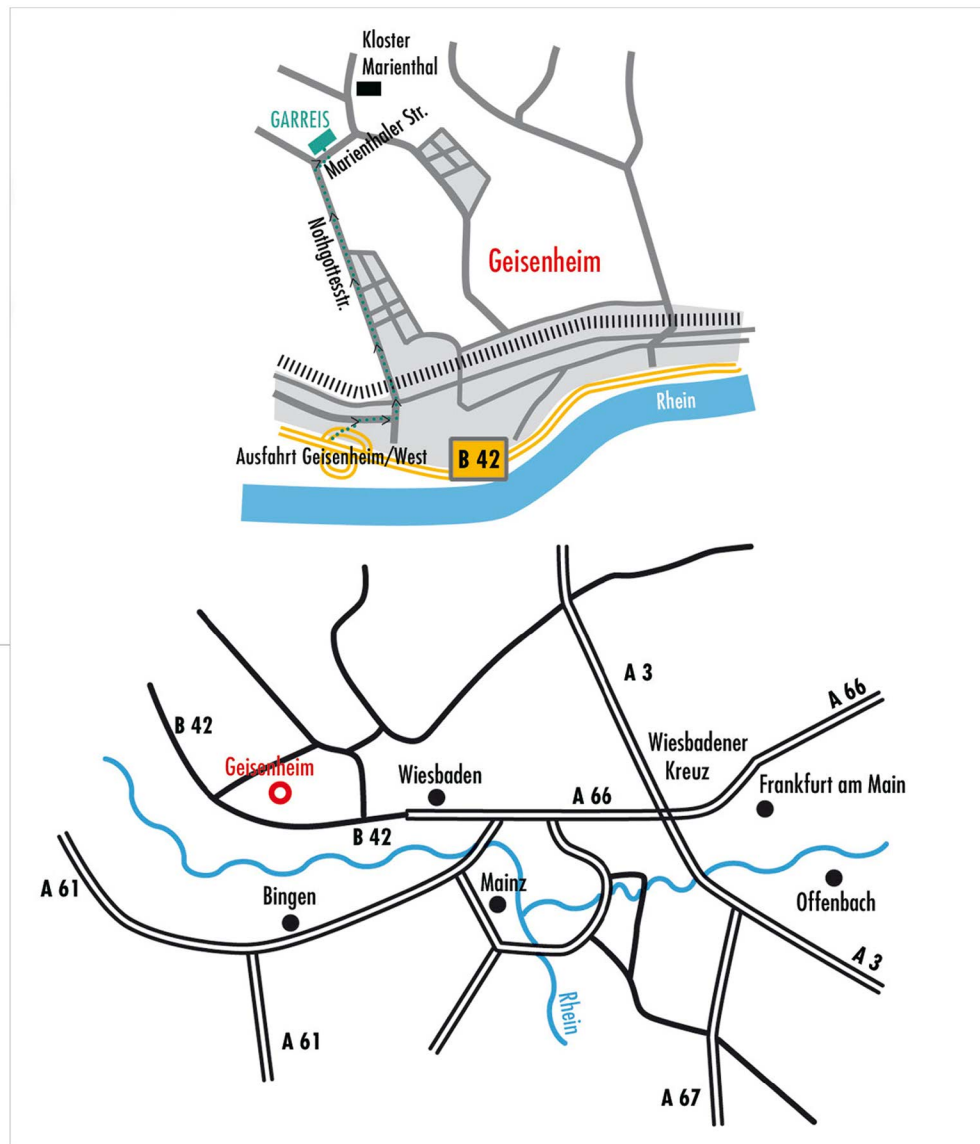 Kloster
Marienthal
GARREIS
Marienthaler Str.
Nothgottesstr.
Geisenheim
Rhein
Ausfahrt Geisenheim/West
B 42
A 3
A 66
B 42
Wiesbadener
Kreuz
Geisenheim
Wiesbaden
Frankfurt am Main
A 66
B 42
A 61
Bingen
Mainz
Offenbach
A 3
Rhein
A 61
A 67